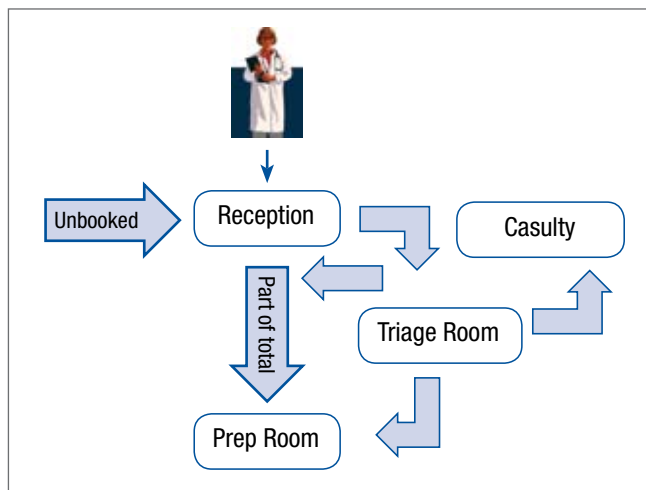 Unbooked
Reception
Casulty
Part of total
Triage Room
Prep Room